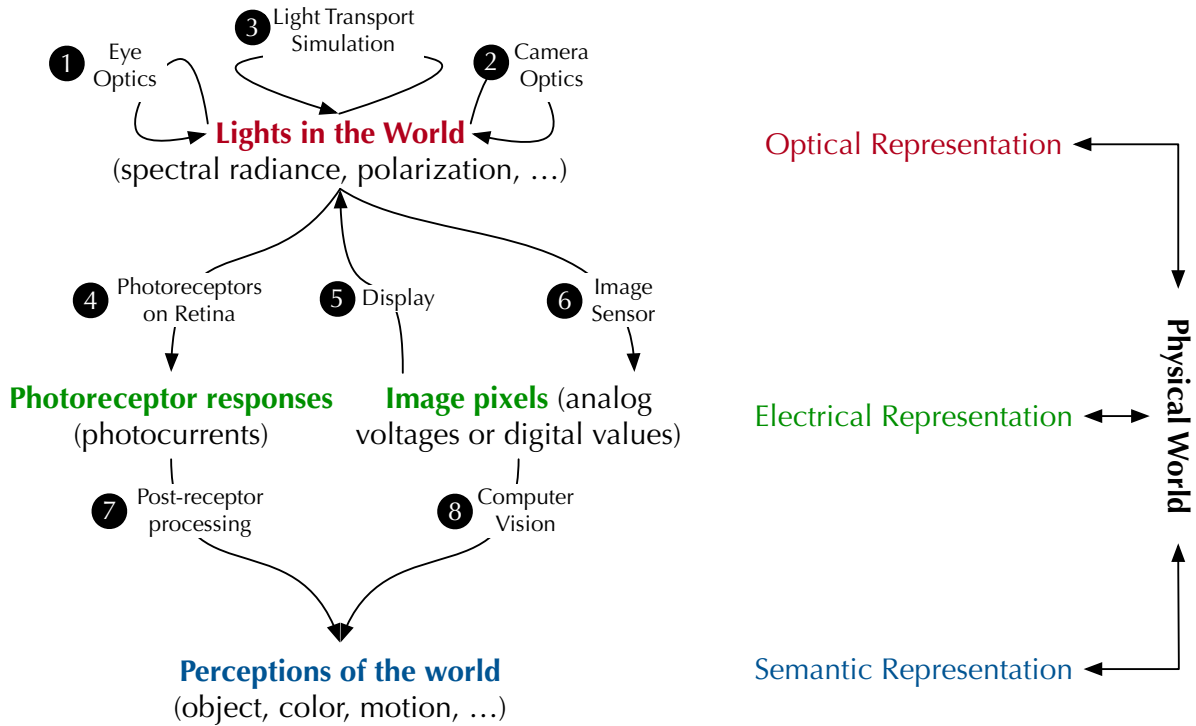 3 Light Transport
Simulation
1 Eye
Optics
2 Camera
Optics
Lights in the World
(spectral radiance, polarization, …)
4 Photoreceptors
on Retina
5 Display
6 Image
Sensor
Photoreceptor responses
(photocurrents)
Image pixels (analog
voltages or digital values)
7 Post-receptor
processing
8 Computer
Vision
Perceptions of the world
(object, color, motion, …)
Optical Representation
Electrical Representation
Semantic Representation
Physical World